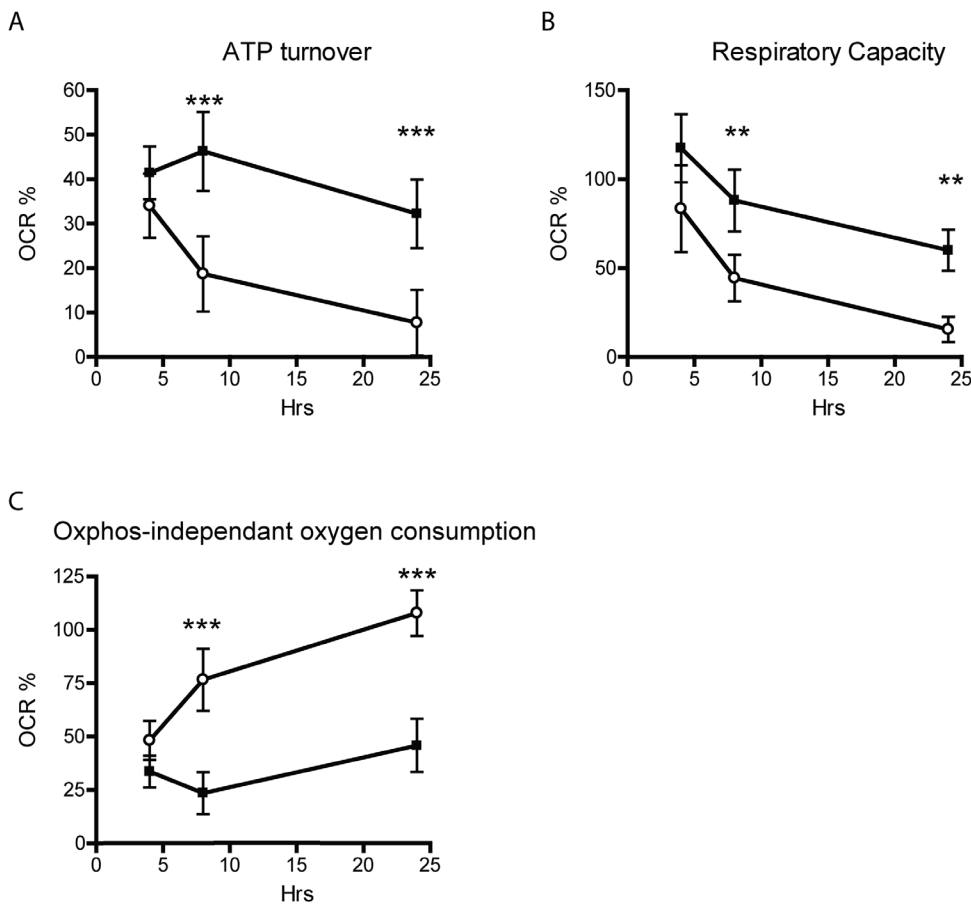 A
ATP turnover
60
50
40
30
20
10
0
OCR %
***
***
0 5 10 15 20 25
Hrs
B
Respiratory Capacity
150
100
50
0
OCR %
**
**
0 5 10 15 20 25
Hrs
C
Oxphos-independant oxygen consumption
125
100
75
50
25
0
OCR %
***
***
0 5 10 15 20 25
Hrs